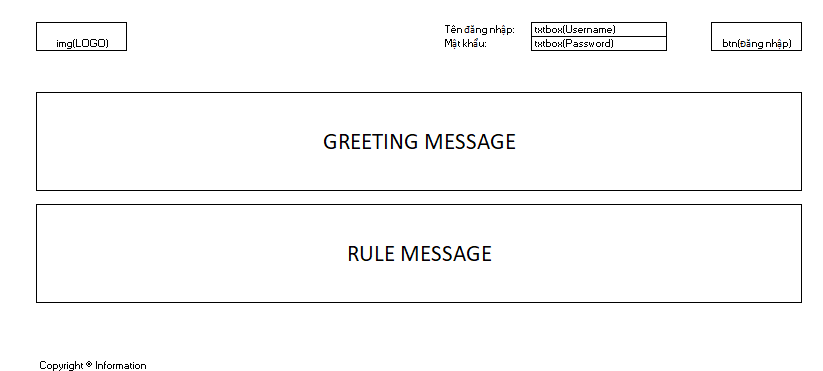 img(LOGO)
Tên đăng nhập: txtbox(Username)
Mật khẩu: txtbox(Password)
btn(Đăng nhập)
GREETING MESSAGE
RULE MESSAGE
Copyright ® Information